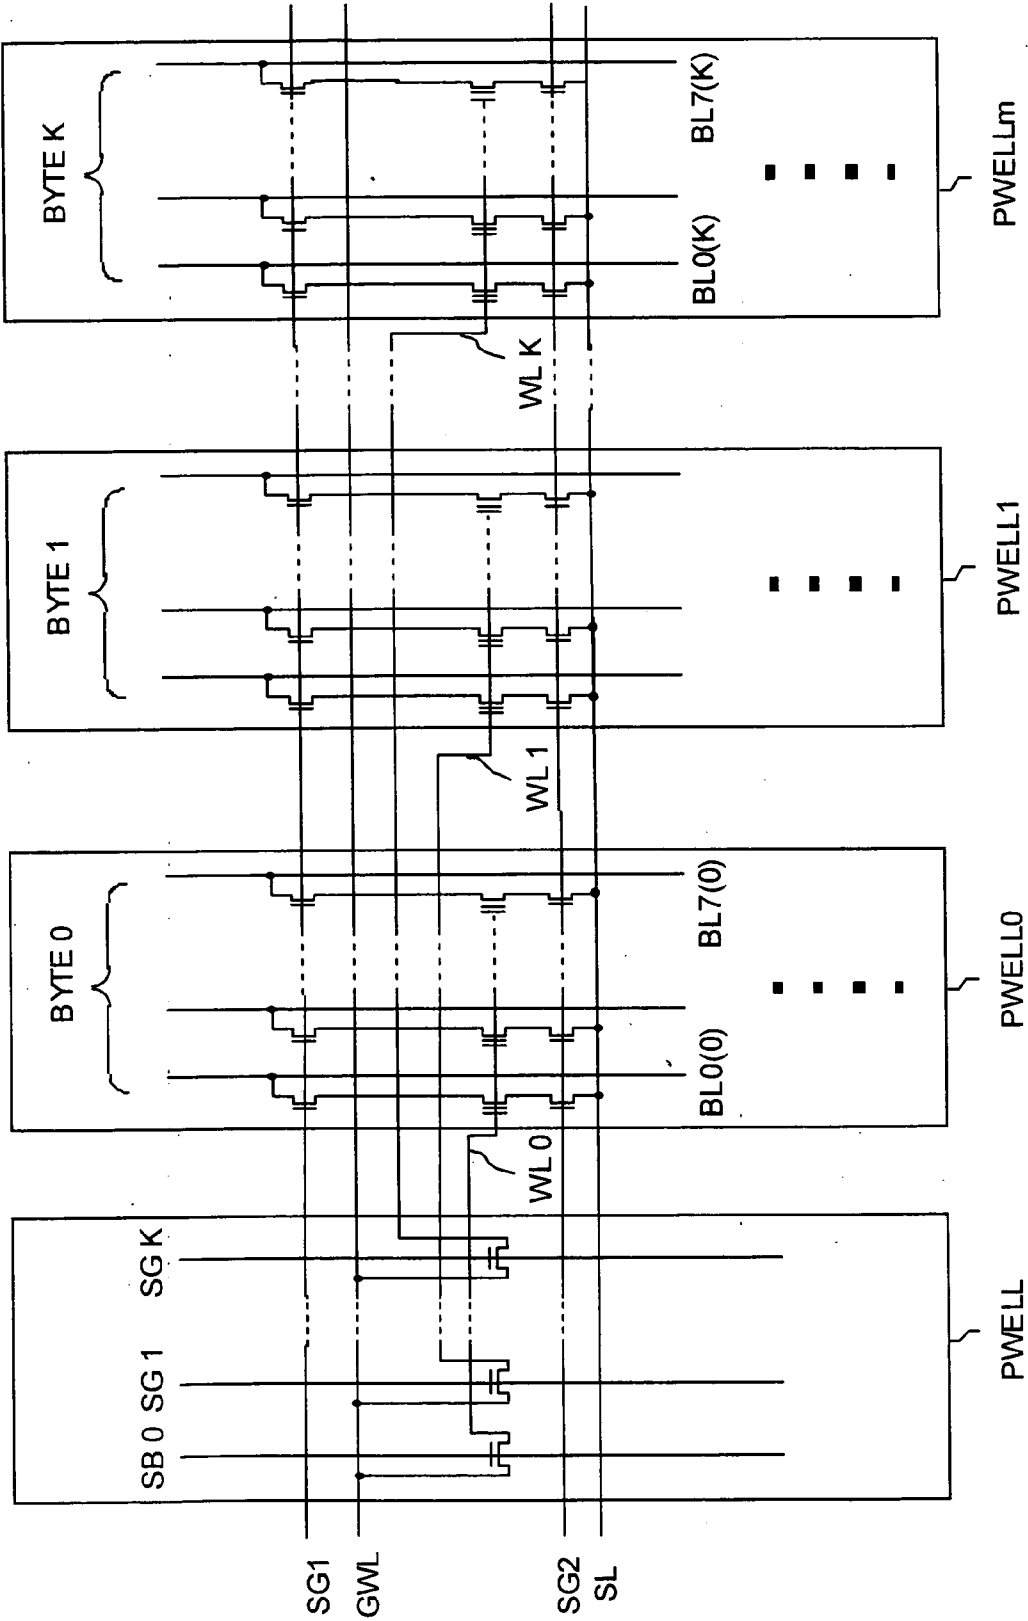 BYTE K
BL7(K)
BL0(K)
PWELLm
WL K
BYTE 1
PWELL1
WL 1
BYTE 0
BL7(0)
BL0(0)
PWELL0
WL 0
SG K
SG 1
SB 0
PWELL
SG1
GWL
SG2
SL